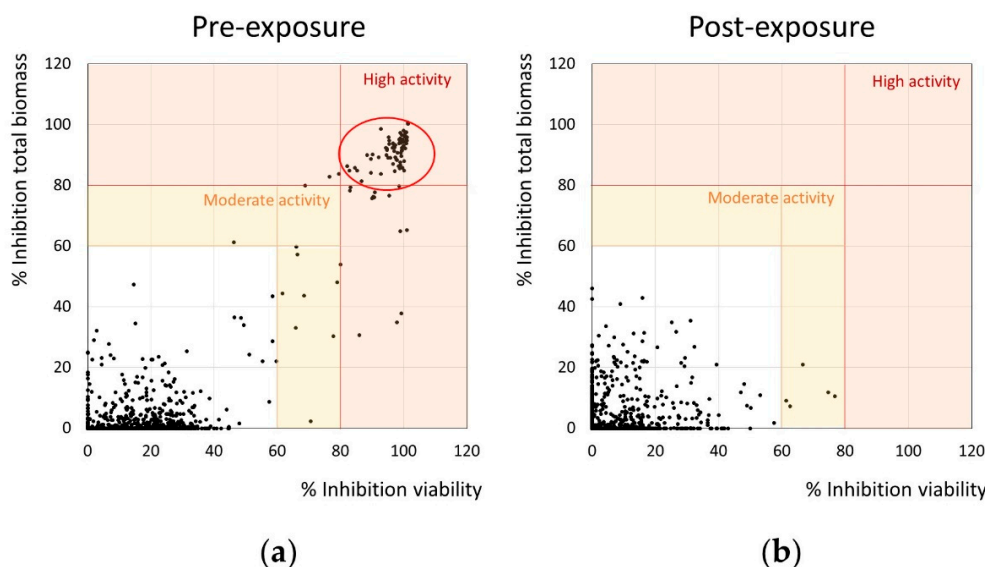 Pre-exposure
% Inhibition total biomass
120
100
80
60
40
20
0
High activity
Moderate activity
0 20 40 60 80 100 120
% Inhibition viability
(a)
Post-exposure
% Inhibition total biomass
120
100
80
60
40
20
0
High activity
Moderate activity
0 20 40 60 80 100 120
% Inhibition viability
(b)